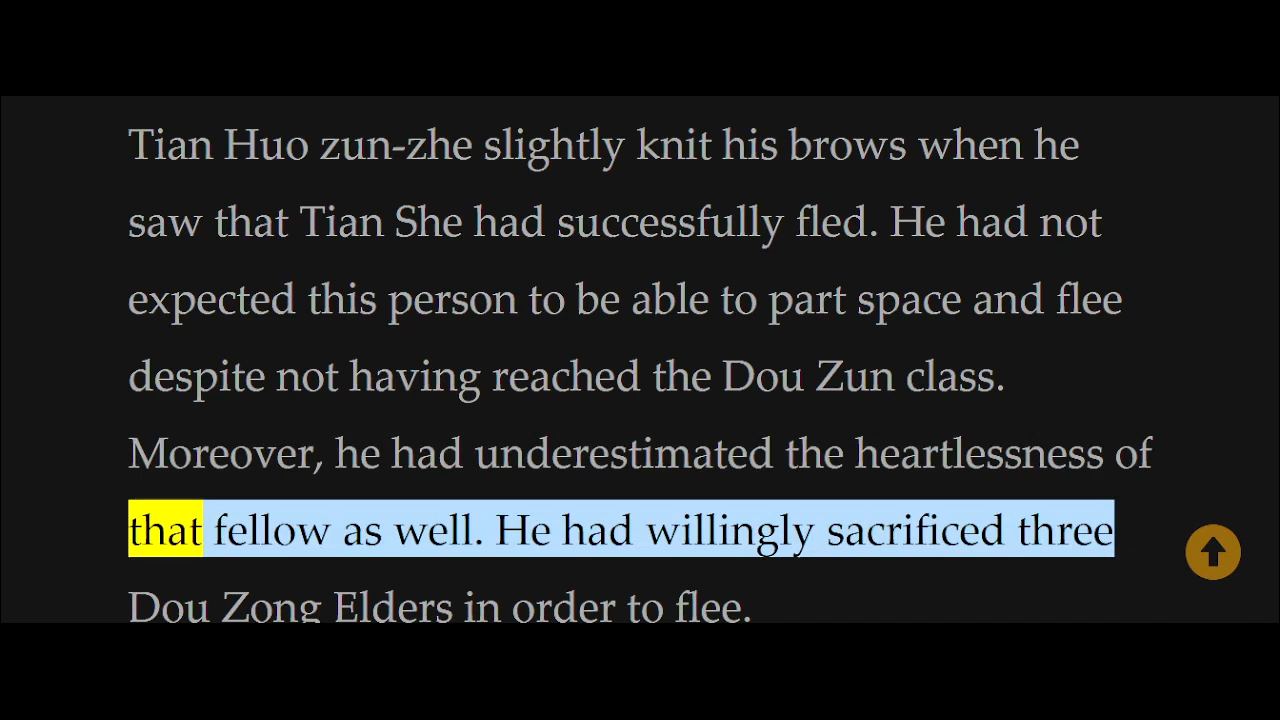 Tian Huo zun-zhe slightly knit his brows when he
saw that Tian She had successfully fled. He had not
expected this person to be able to part space and flee
despite not having reached the Dou Zun class.
Moreover, he had underestimated the heartlessness of
that fellow as well. He had willingly sacrificed three
Dou Zong Elders in order to flee.